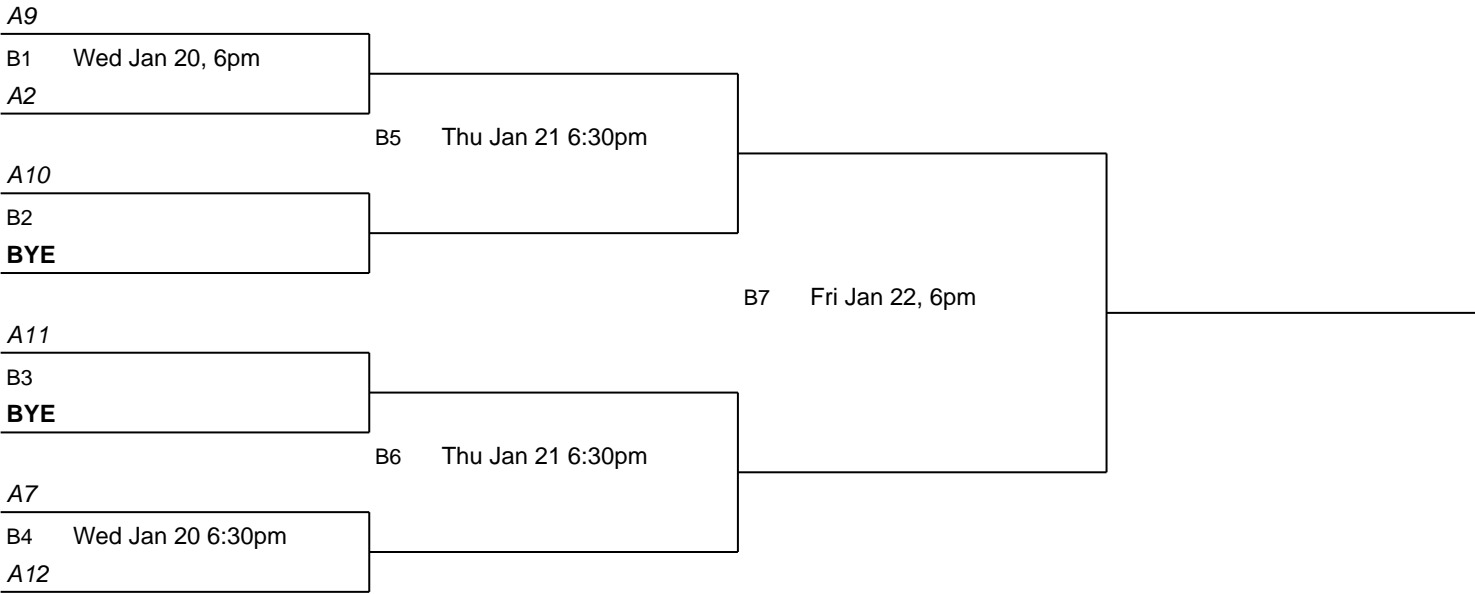 A9
B1 Wed Jan 20, 6pm
A2
B5 Thu Jan 21 6:30pm
A10
B2
BYE
B7 Fri Jan 22, 6pm
A11
B3
BYE
B6 Thu Jan 21 6:30pm
A7
B4 Wed Jan 20 6:30pm
A12